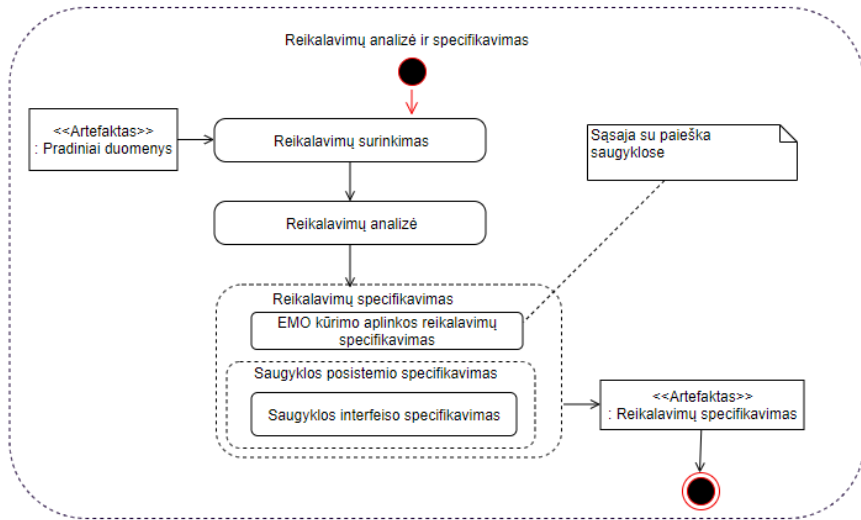 Reikalavimų analizė ir specifikavimas
<<Artefaktas>>
: Pradiniai duomenys
Reikalavimų surinkimas
Sąsaja su paieška
saugyklose
Reikalavimų analizė
Reikalavimų specifikavimas
EMO kūrimo aplinkos reikalavimų
specifikavimas
Saugyklos posistemio specifikavimas
Saugyklos interfeiso specifikavimas
<<Artefaktas>>
: Reikalavimų specifikavimas